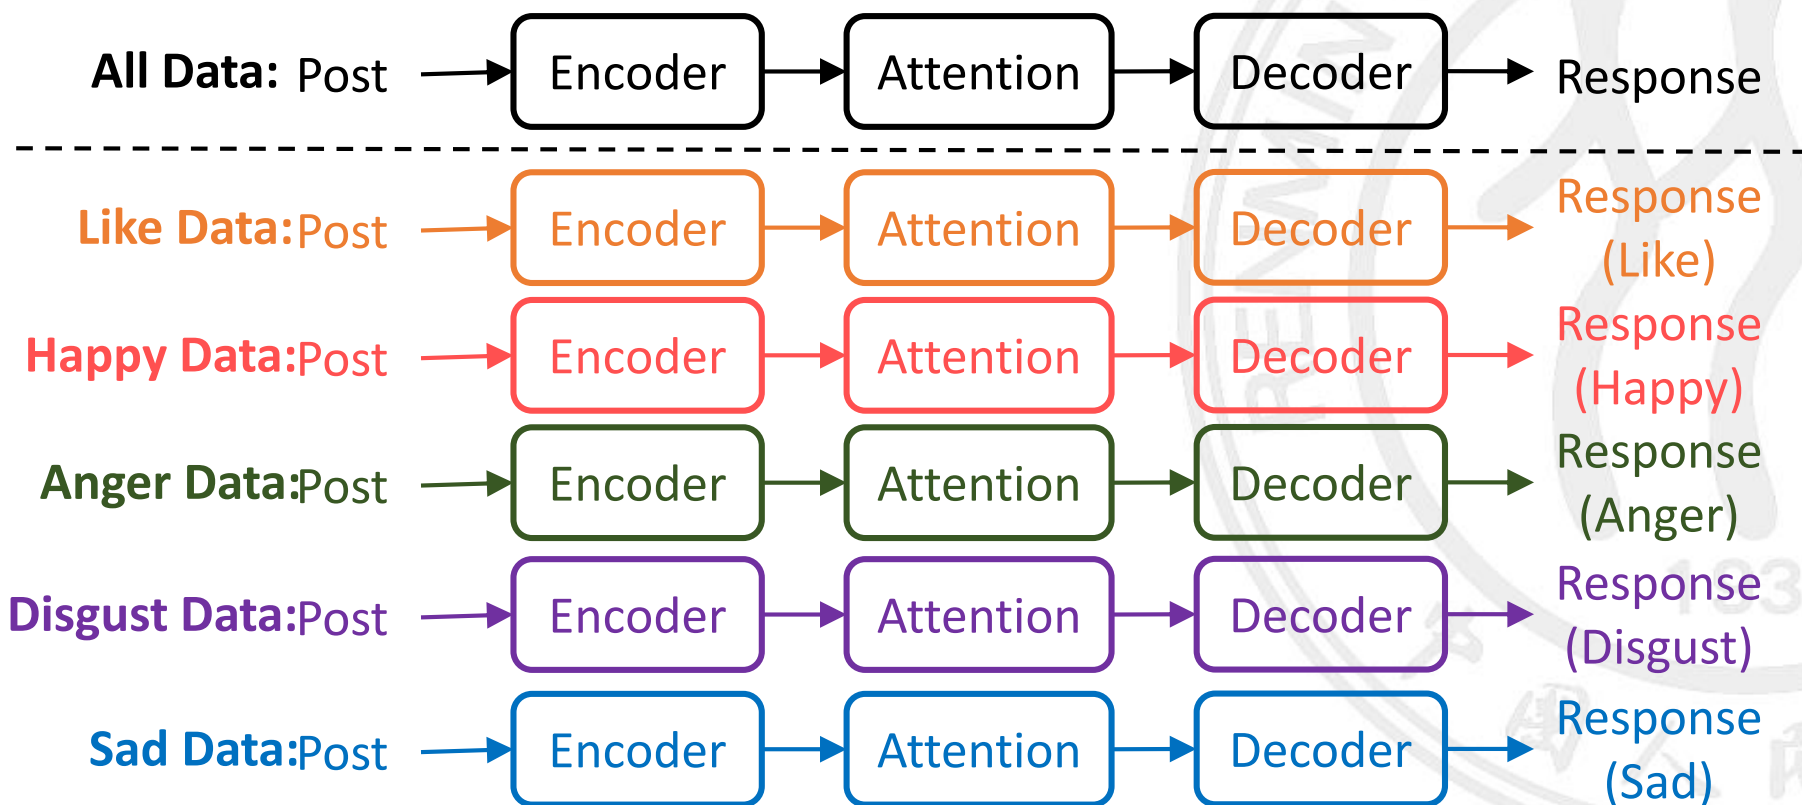 All Data: Post Encoder Attention Decoder Response
Like Data: Post Encoder Attention Decoder Response
(Like)
Happy Data: Post Encoder Attention Decoder Response
(Happy)
Anger Data: Post Encoder Attention Decoder Response
(Anger)
Disgust Data: Post Encoder Attention Decoder Response
(Disgust)
Sad Data: Post Encoder Attention Decoder Response
(Sad)